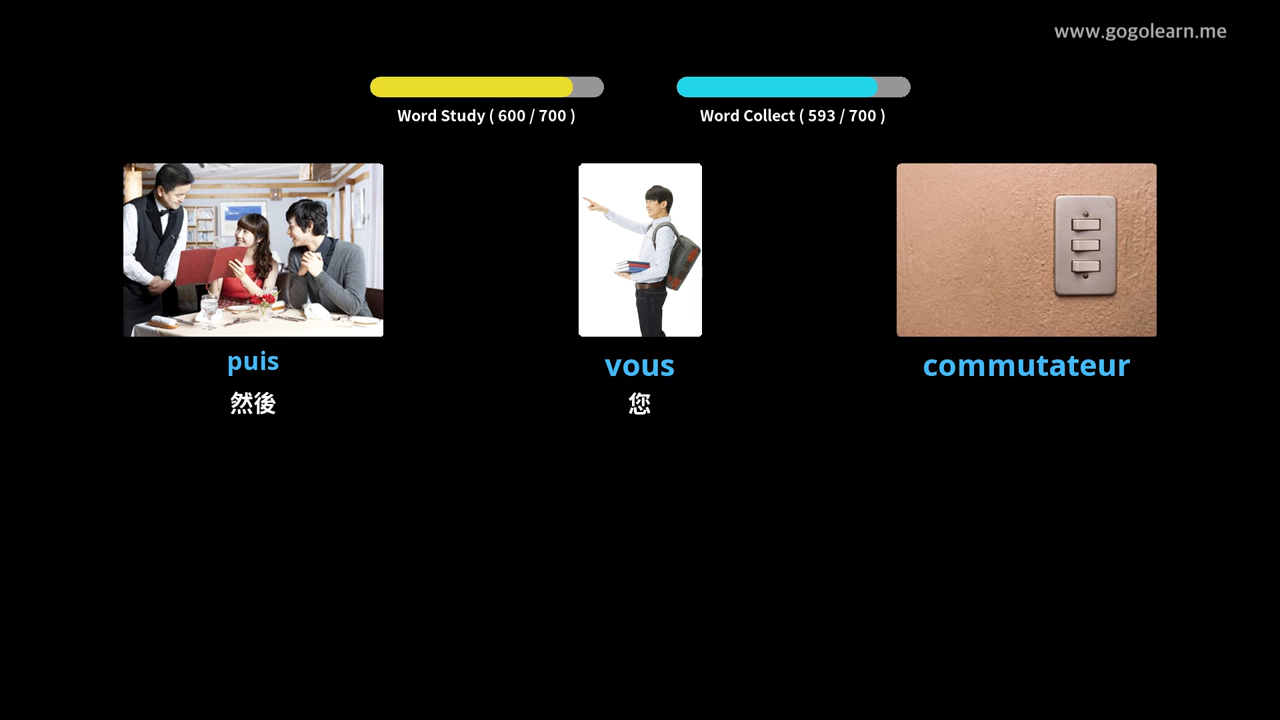 www.gogolearn.me
Word Study ( 600 / 700 )
Word Collect ( 593 / 700 )
puis
然後
vous
您
commutateur